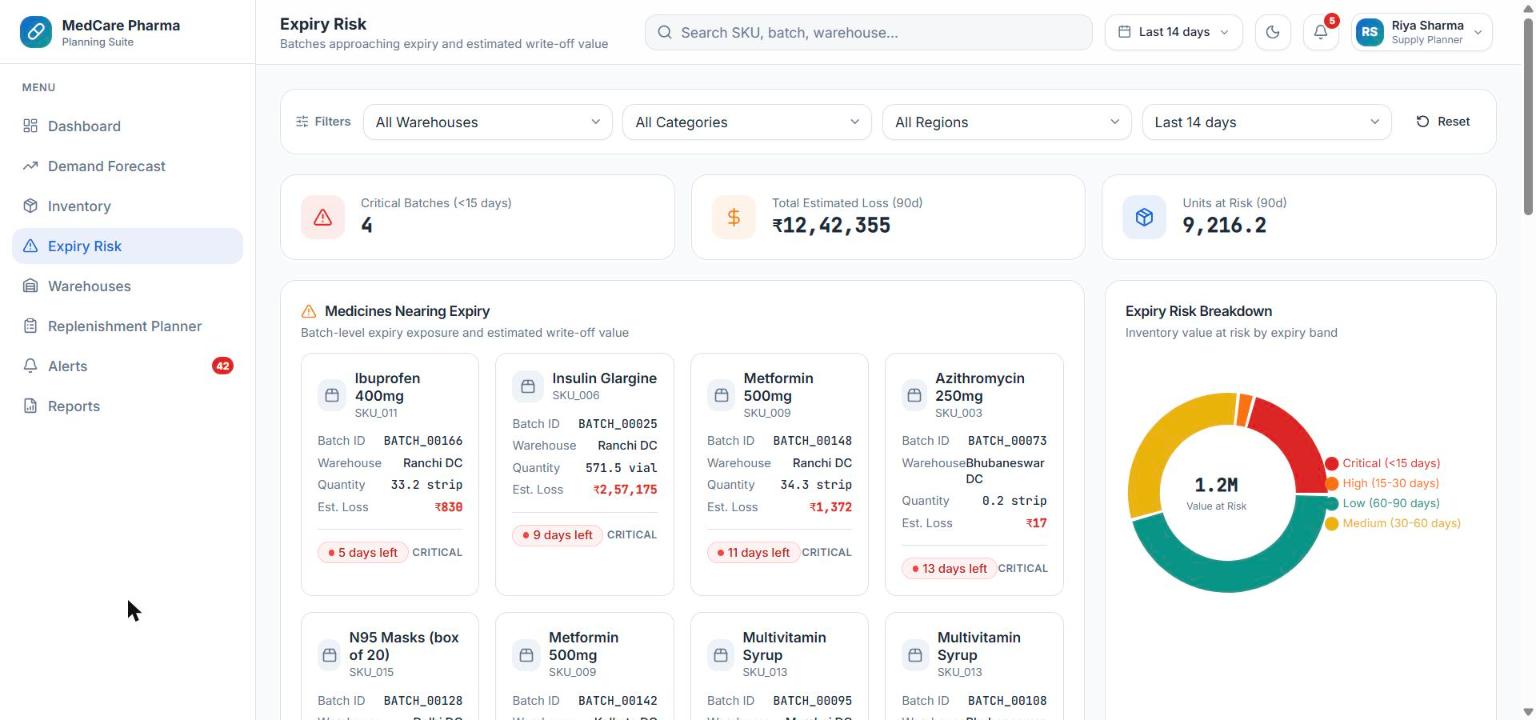 MedCare Pharma
Planning Suite
MENU
Dashboard
Demand Forecast
Inventory
Expiry Risk
Warehouses
Replenishment Planner
Alerts
42
Reports
Expiry Risk
Batches approaching expiry and estimated write-off value
Search SKU, batch, warehouse...
Last 14 days
5
RS
Riya Sharma
Supply Planner
Filters
All Warehouses
All Categories
All Regions
Last 14 days
Reset
Critical Batches (<15 days)
4
Total Estimated Loss (90d)
₹12,42,355
Units at Risk (90d)
9,216.2
Medicines Nearing Expiry
Batch-level expiry exposure and estimated write-off value
Ibuprofen
400mg
SKU_011
Batch ID BATCH_00166
Warehouse Ranchi DC
Quantity 33.2 strip
Est. Loss ₹830
5 days left CRITICAL
Insulin Glargine
SKU_006
Batch ID BATCH_00025
Warehouse Ranchi DC
Quantity 571.5 vial
Est. Loss ₹2,57,175
9 days left CRITICAL
Metformin
500mg
SKU_009
Batch ID BATCH_00148
Warehouse Ranchi DC
Quantity 34.3 strip
Est. Loss ₹1,372
11 days left CRITICAL
Azithromycin
250mg
SKU_003
Batch ID BATCH_00073
Warehouse Bhubaneswar
DC
Quantity 0.2 strip
Est. Loss ₹17
13 days left CRITICAL
N95 Masks (box
of 20)
SKU_015
Batch ID BATCH_00128
Metformin
500mg
SKU_009
Batch ID BATCH_00142
Multivitamin
Syrup
SKU_013
Batch ID BATCH_00095
Multivitamin
Syrup
SKU_013
Batch ID BATCH_00108
Expiry Risk Breakdown
Inventory value at risk by expiry band
1.2M
Value at Risk
Critical (<15 days)
High (15-30 days)
Low (60-90 days)
Medium (30-60 days)